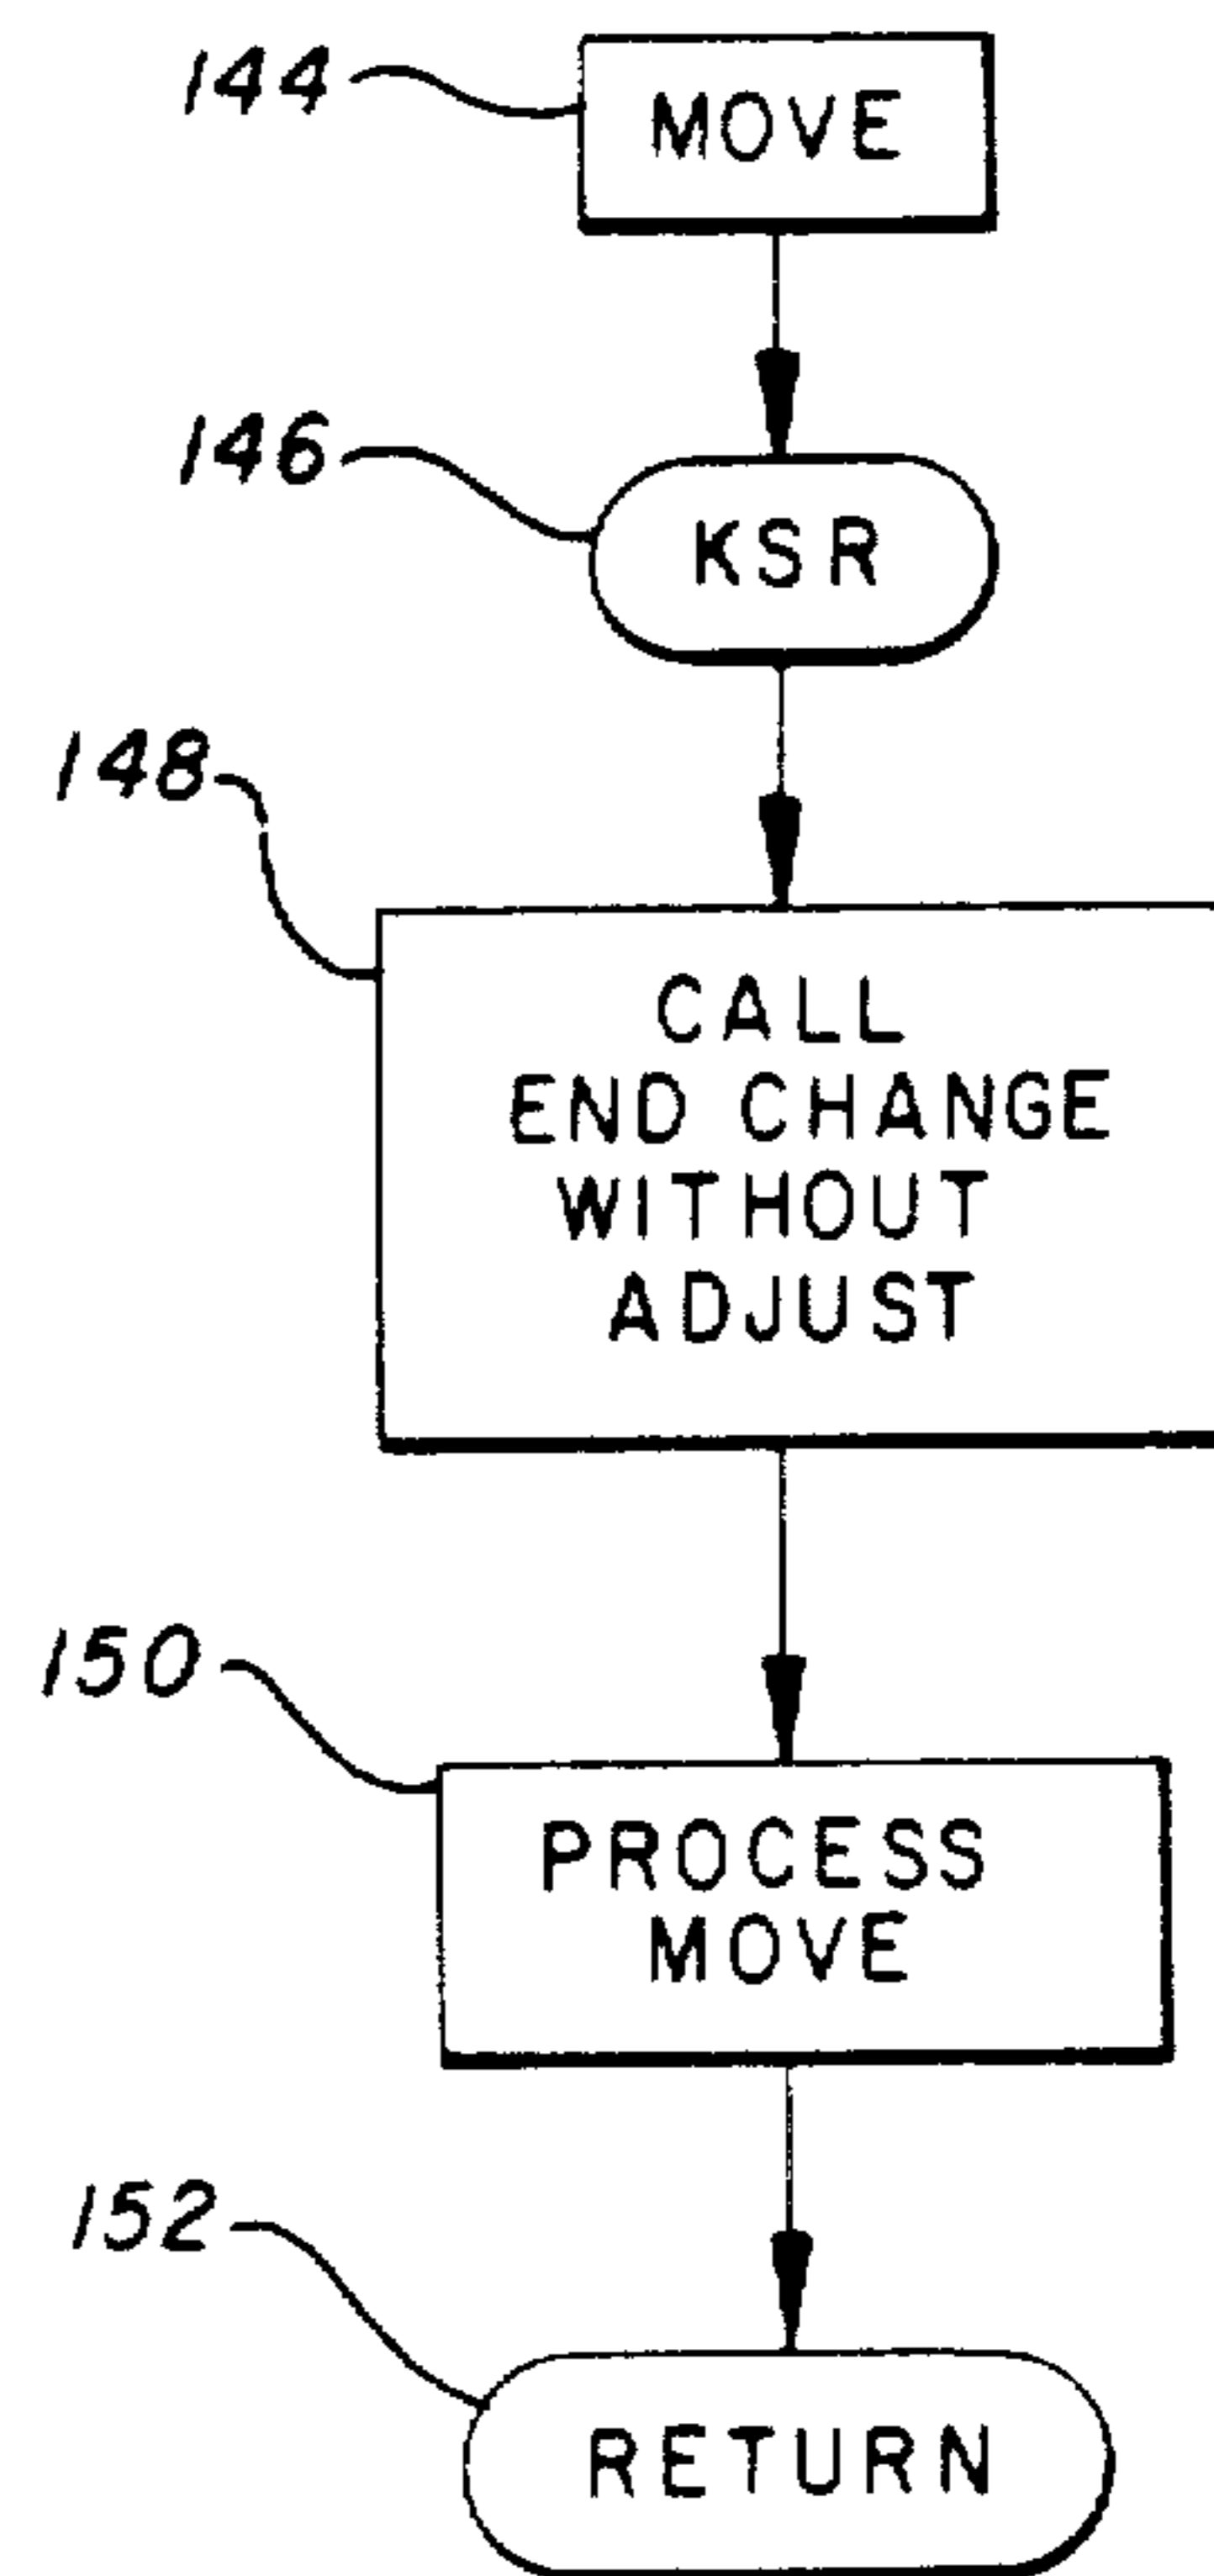 144
MOVE
146
KSR
148
CALL
END CHANGE
WITHOUT
ADJUST
150
PROCESS
MOVE
152
RETURN